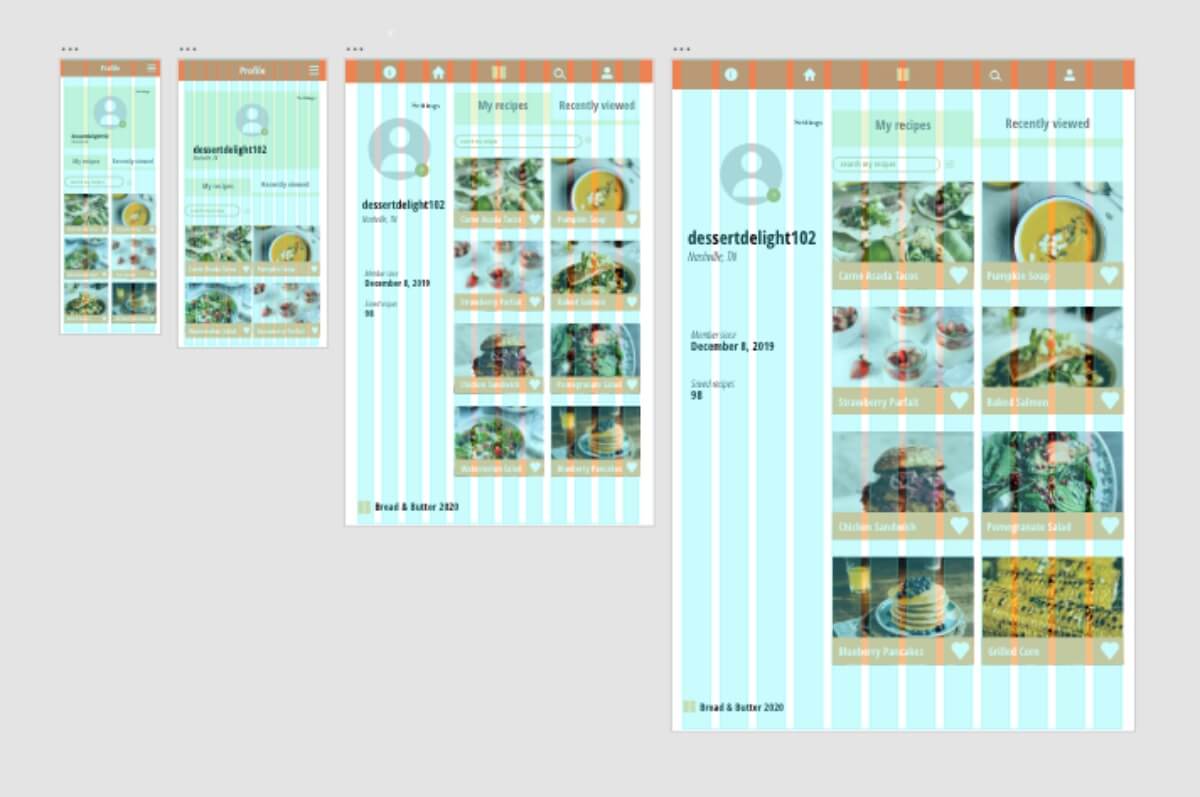 Profile
My recipes
Recently viewed
Profile
dessertdelight102
My recipes
Recently viewed
Carne Asada Tacos
Pumpkin Soup
Settings
My recipes
Recently viewed
dessertdelight102
Nashville, TN
Member since
December 8, 2019
Saved recipes
98
Carne Asada Tacos
Pumpkin Soup
Strawberry Parfait
Baked Salmon
Chicken Sandwich
Pomegranate Salad
Watermelon Salad
Blueberry Pancakes
Bread & Butter 2020
Settings
My recipes
Recently viewed
search my recipes
dessertdelight102
Nashville, TN
Member since
December 8, 2019
Saved recipes
98
Carne Asada Tacos
Pumpkin Soup
Strawberry Parfait
Baked Salmon
Chicken Sandwich
Pomegranate Salad
Blueberry Pancakes
Grilled Corn
Bread & Butter 2020